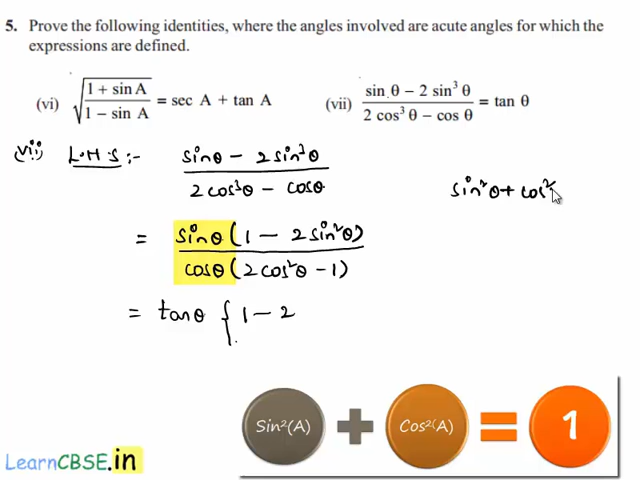 5. Prove the following identities, where the angles involved are acute angles for which the
expressions are defined.
(vi) √((1 + sin A)/(1 − sin A)) = sec A + tan A (vii) (sin θ − 2 sin³ θ)/(2 cos³ θ − cos θ) = tan θ
(vii) L.H.S :- (sinθ − 2sin³θ)/(2cos³θ − cosθ)
sin²θ + cos²
= sinθ (1 − 2sin²θ)/cosθ (2cos²θ − 1)
= tanθ { 1 − 2
Sin²(A) + Cos²(A) = 1
LearnCBSE.in